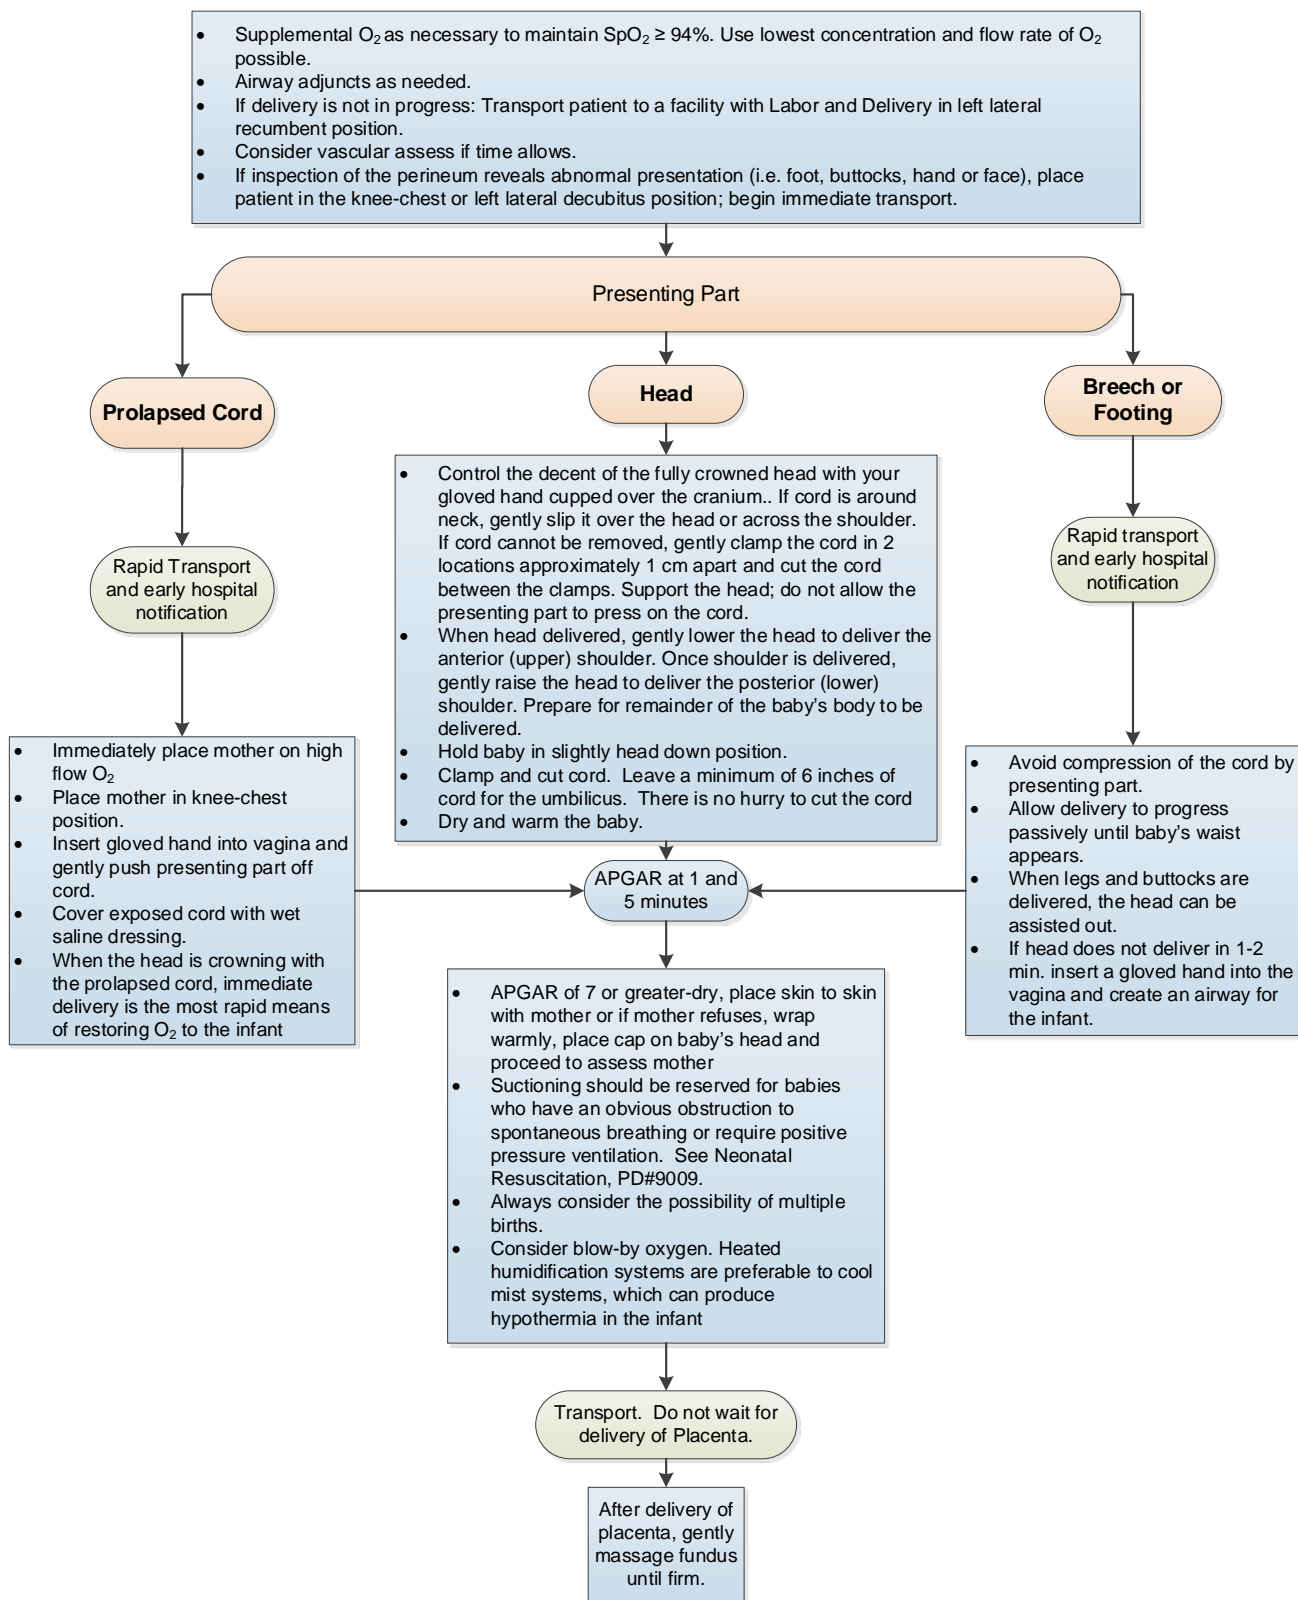 • Supplemental O₂ as necessary to maintain SpO₂ ≥ 94%. Use lowest concentration and flow rate of O₂
possible.
• Airway adjuncts as needed.
• If delivery is not in progress: Transport patient to a facility with Labor and Delivery in left lateral
recumbent position.
• Consider vascular assess if time allows.
• If inspection of the perineum reveals abnormal presentation (i.e. foot, buttocks, hand or face), place
patient in the knee-chest or left lateral decubitus position; begin immediate transport.
Presenting Part
Prolapsed Cord
Head
Breech or
Footing
Rapid Transport
and early hospital
notification
• Control the decent of the fully crowned head with your
gloved hand cupped over the cranium.. If cord is around
neck, gently slip it over the head or across the shoulder.
If cord cannot be removed, gently clamp the cord in 2
locations approximately 1 cm apart and cut the cord
between the clamps. Support the head; do not allow the
presenting part to press on the cord.
• When head delivered, gently lower the head to deliver the
anterior (upper) shoulder. Once shoulder is delivered,
gently raise the head to deliver the posterior (lower)
shoulder. Prepare for remainder of the baby's body to be
delivered.
• Hold baby in slightly head down position.
• Clamp and cut cord. Leave a minimum of 6 inches of
cord for the umbilicus. There is no hurry to cut the cord
• Dry and warm the baby.
Rapid transport
and early hospital
notification
• Immediately place mother on high
flow O₂
• Place mother in knee-chest
position.
• Insert gloved hand into vagina and
gently push presenting part off
cord.
• Cover exposed cord with wet
saline dressing.
• When the head is crowning with
the prolapsed cord, immediate
delivery is the most rapid means
of restoring O₂ to the infant
APGAR at 1 and
5 minutes
• Avoid compression of the cord by
presenting part.
• Allow delivery to progress
passively until baby's waist
appears.
• When legs and buttocks are
delivered, the head can be
assisted out.
• If head does not deliver in 1-2
min. insert a gloved hand into the
vagina and create an airway for
the infant.
• APGAR of 7 or greater-dry, place skin to skin
with mother or if mother refuses, wrap
warmly, place cap on baby's head and
proceed to assess mother
• Suctioning should be reserved for babies
who have an obvious obstruction to
spontaneous breathing or require positive
pressure ventilation. See Neonatal
Resuscitation, PD#9009.
• Always consider the possibility of multiple
births.
• Consider blow-by oxygen. Heated
humidification systems are preferable to cool
mist systems, which can produce
hypothermia in the infant
Transport. Do not wait for
delivery of Placenta.
After delivery of
placenta, gently
massage fundus
until firm.